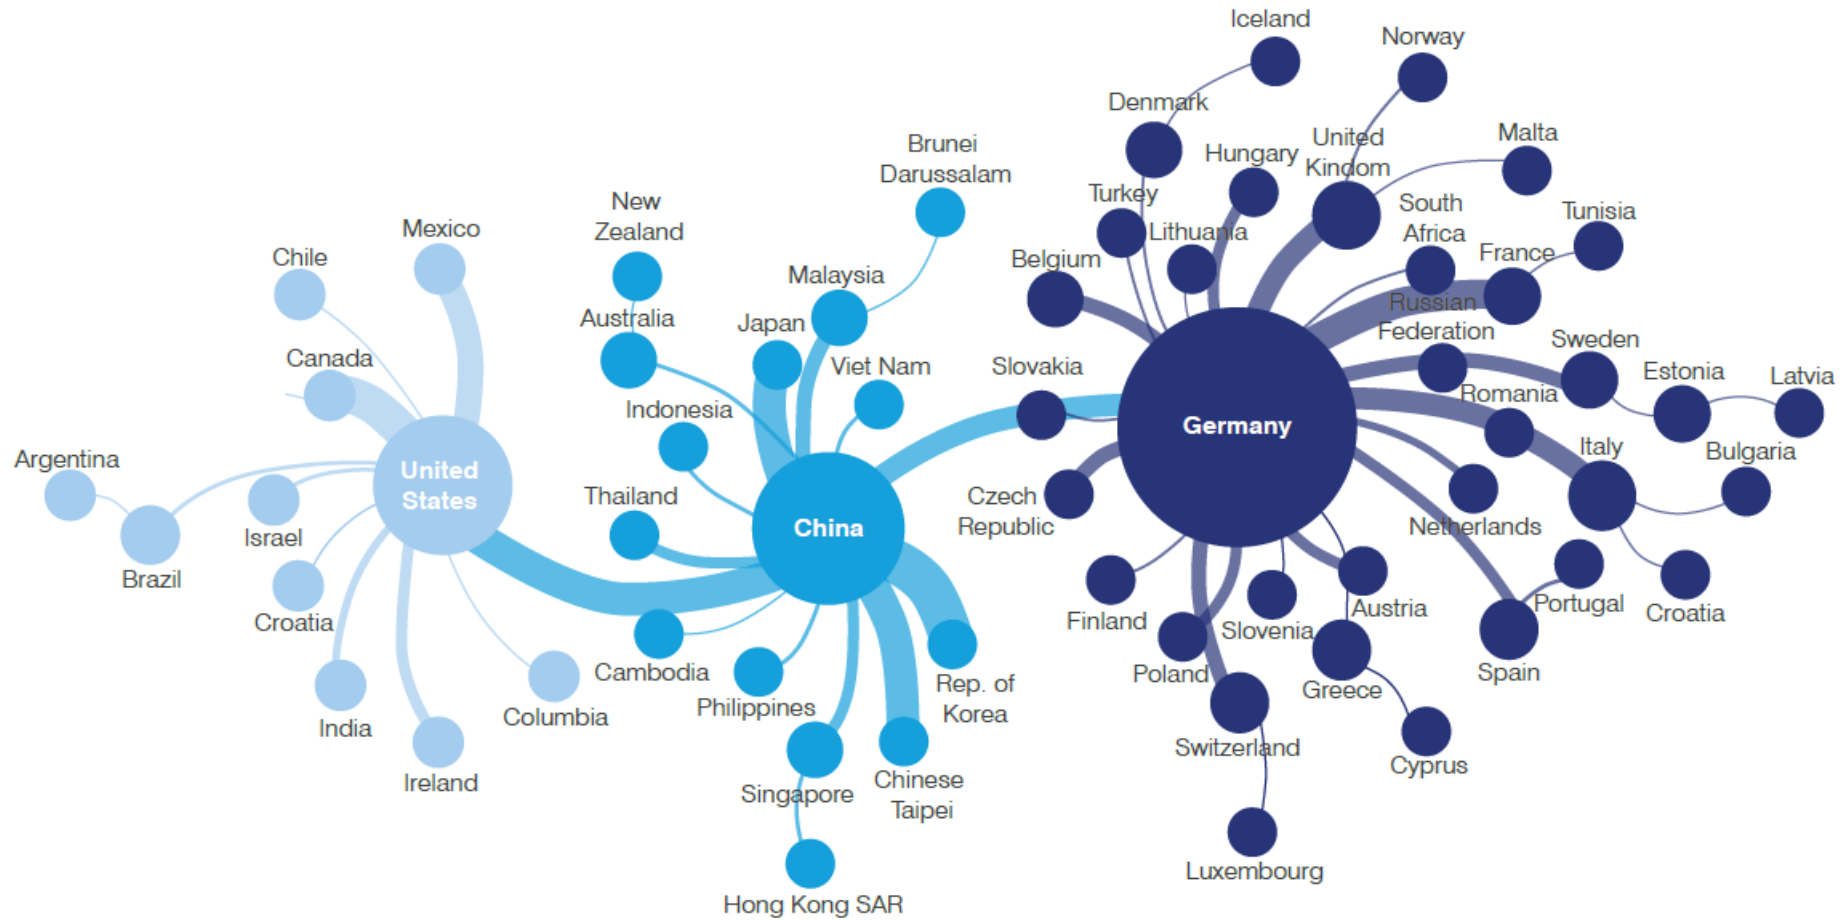 Iceland
Norway
Denmark
United
Kindom
Malta
Brunei
Darussalam
Hungary
Turkey
New
Zealand
South
Africa
Tunisia
Mexico
Lithuania
Chile
Belgium
France
Malaysia
Australia
Japan
Russian
Federation
Canada
Viet Nam
Slovakia
Sweden
Estonia
Latvia
Indonesia
Romania
Germany
Italy
Bulgaria
Argentina
United
States
Thailand
Czech
Republic
China
Netherlands
Israel
Brazil
Croatia
Finland
Slovenia
Austria
Portugal
Croatia
Cambodia
Poland
Spain
Philippines
Rep. of
Korea
Greece
Columbia
India
Switzerland
Cyprus
Ireland
Singapore
Chinese
Taipei
Luxembourg
Hong Kong SAR